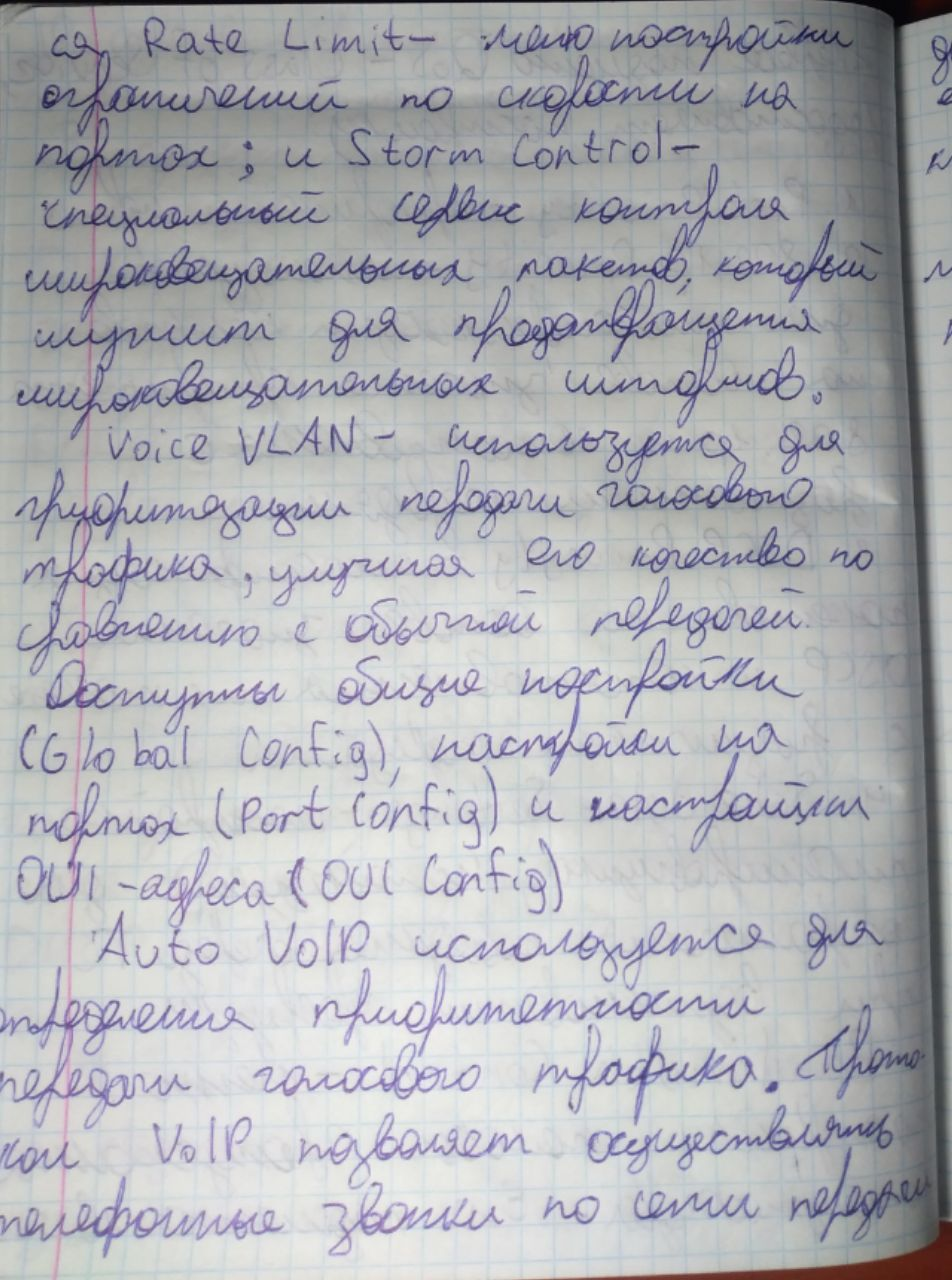 ся, Rate Limit – меню настройки
ограничений по скорости на
портах; и Storm Control –
специальный сервис контроля
широковещательных пакетов, который
служит для предотвращения
широковещательных штормов.
Voice VLAN – используется для
приоритизации передачи голосового
трафика, улучшая его качество по
сравнению с обычной передачей.
Доступны общие настройки
(Global Config), настройки на
портах (Port Config) и настройки
OUI-адреса (OUI Config)
Auto VoIP используется для
определения приоритетности
передачи голосового трафика. Прото-
кол VoIP позволяет осуществлять
телефонные звонки по сети передачи